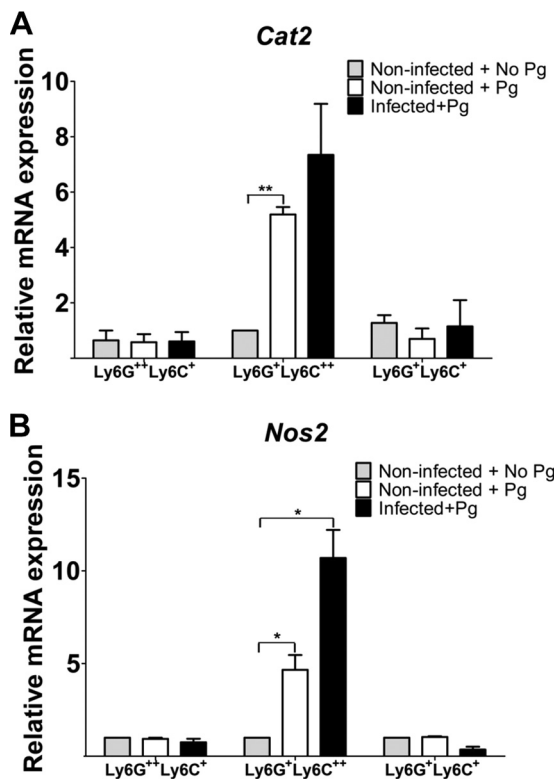 A
Cat2
Non-infected + No Pg
Non-infected + Pg
Infected+Pg
Relative mRNA expression
10
8
6
4
2
**
Ly6G⁺⁺Ly6C⁺
Ly6G⁺Ly6C⁺⁺
Ly6G⁺Ly6C⁺
B
Nos2
Non-infected + No Pg
Non-infected + Pg
Infected+Pg
Relative mRNA expression
15
10
5
*
*
Ly6G⁺⁺Ly6C⁺
Ly6G⁺Ly6C⁺⁺
Ly6G⁺Ly6C⁺